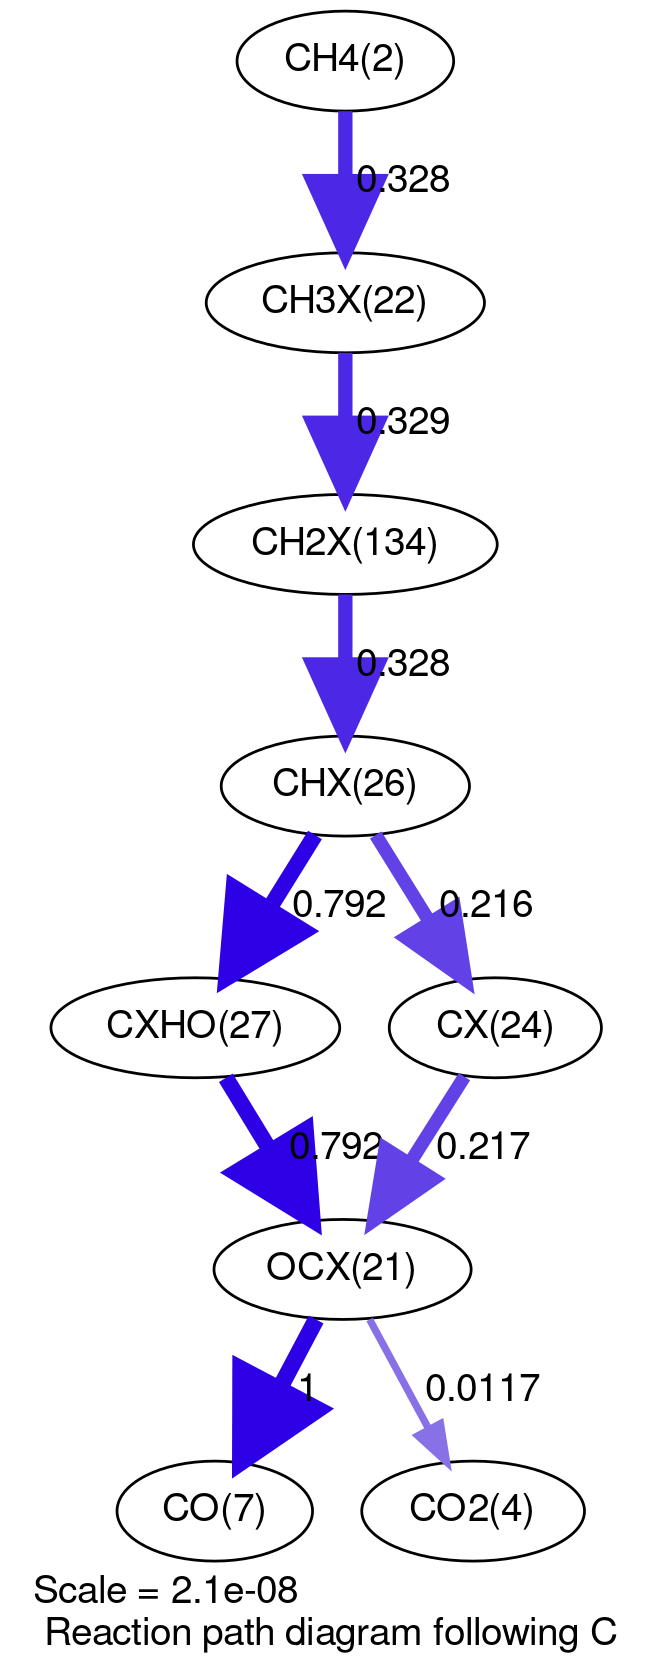 CH4(2)
0.328
CH3X(22)
0.329
CH2X(134)
0.328
CHX(26)
0.792
0.216
CXHO(27)
CX(24)
0.792
0.217
OCX(21)
1
0.0117
CO(7)
CO2(4)
Scale = 2.1e-08
Reaction path diagram following C